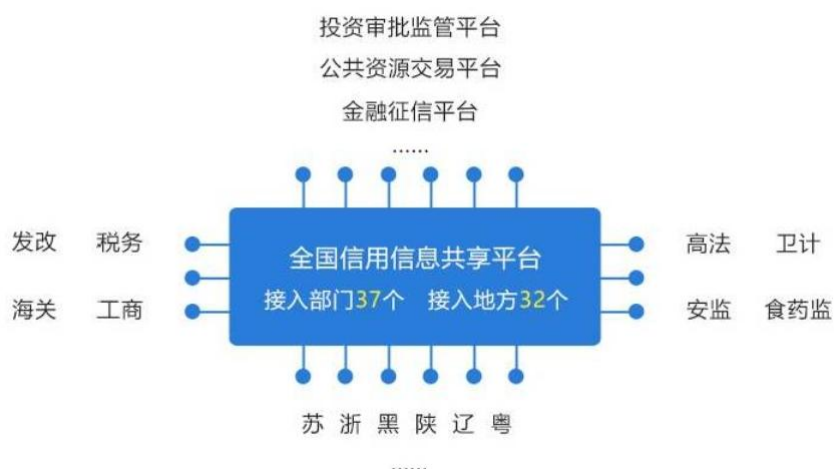 投资审批监管平台
公共资源交易平台
金融征信平台
……
发改 税务
高法 卫计
全国信用信息共享平台
接入部门37个 接入地方32个
海关 工商
安监 食药监
苏 浙 黑 陕 辽 粤
……